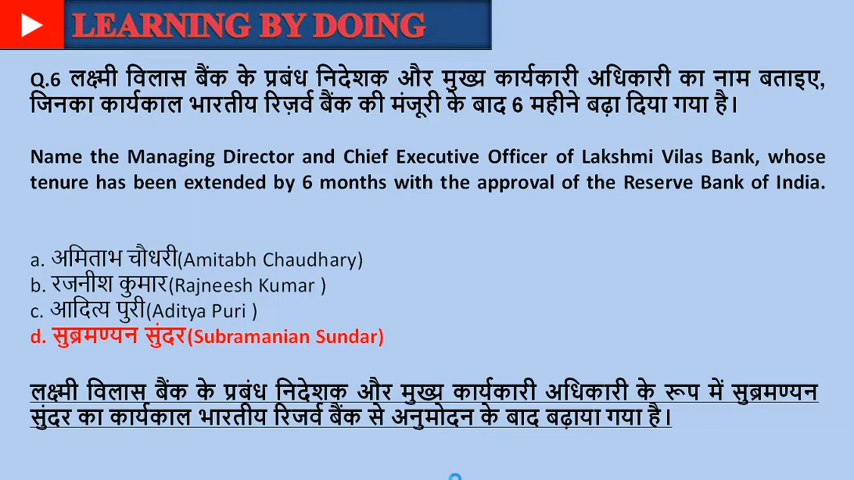 LEARNING BY DOING
Q.6 लक्ष्मी विलास बैंक के प्रबंध निदेशक और मुख्य कार्यकारी अधिकारी का नाम बताइए,
जिनका कार्यकाल भारतीय रिज़र्व बैंक की मंजूरी के बाद 6 महीने बढ़ा दिया गया है।
Name the Managing Director and Chief Executive Officer of Lakshmi Vilas Bank, whose
tenure has been extended by 6 months with the approval of the Reserve Bank of India.
a. अमिताभ चौधरी(Amitabh Chaudhary)
b. रजनीश कुमार(Rajneesh Kumar )
c. आदित्य पुरी(Aditya Puri )
d. सुब्रमण्यन सुंदर(Subramanian Sundar)
लक्ष्मी विलास बैंक के प्रबंध निदेशक और मुख्य कार्यकारी अधिकारी के रूप में सुब्रमण्यन
सुंदर का कार्यकाल भारतीय रिजर्व बैंक से अनुमोदन के बाद बढ़ाया गया है।